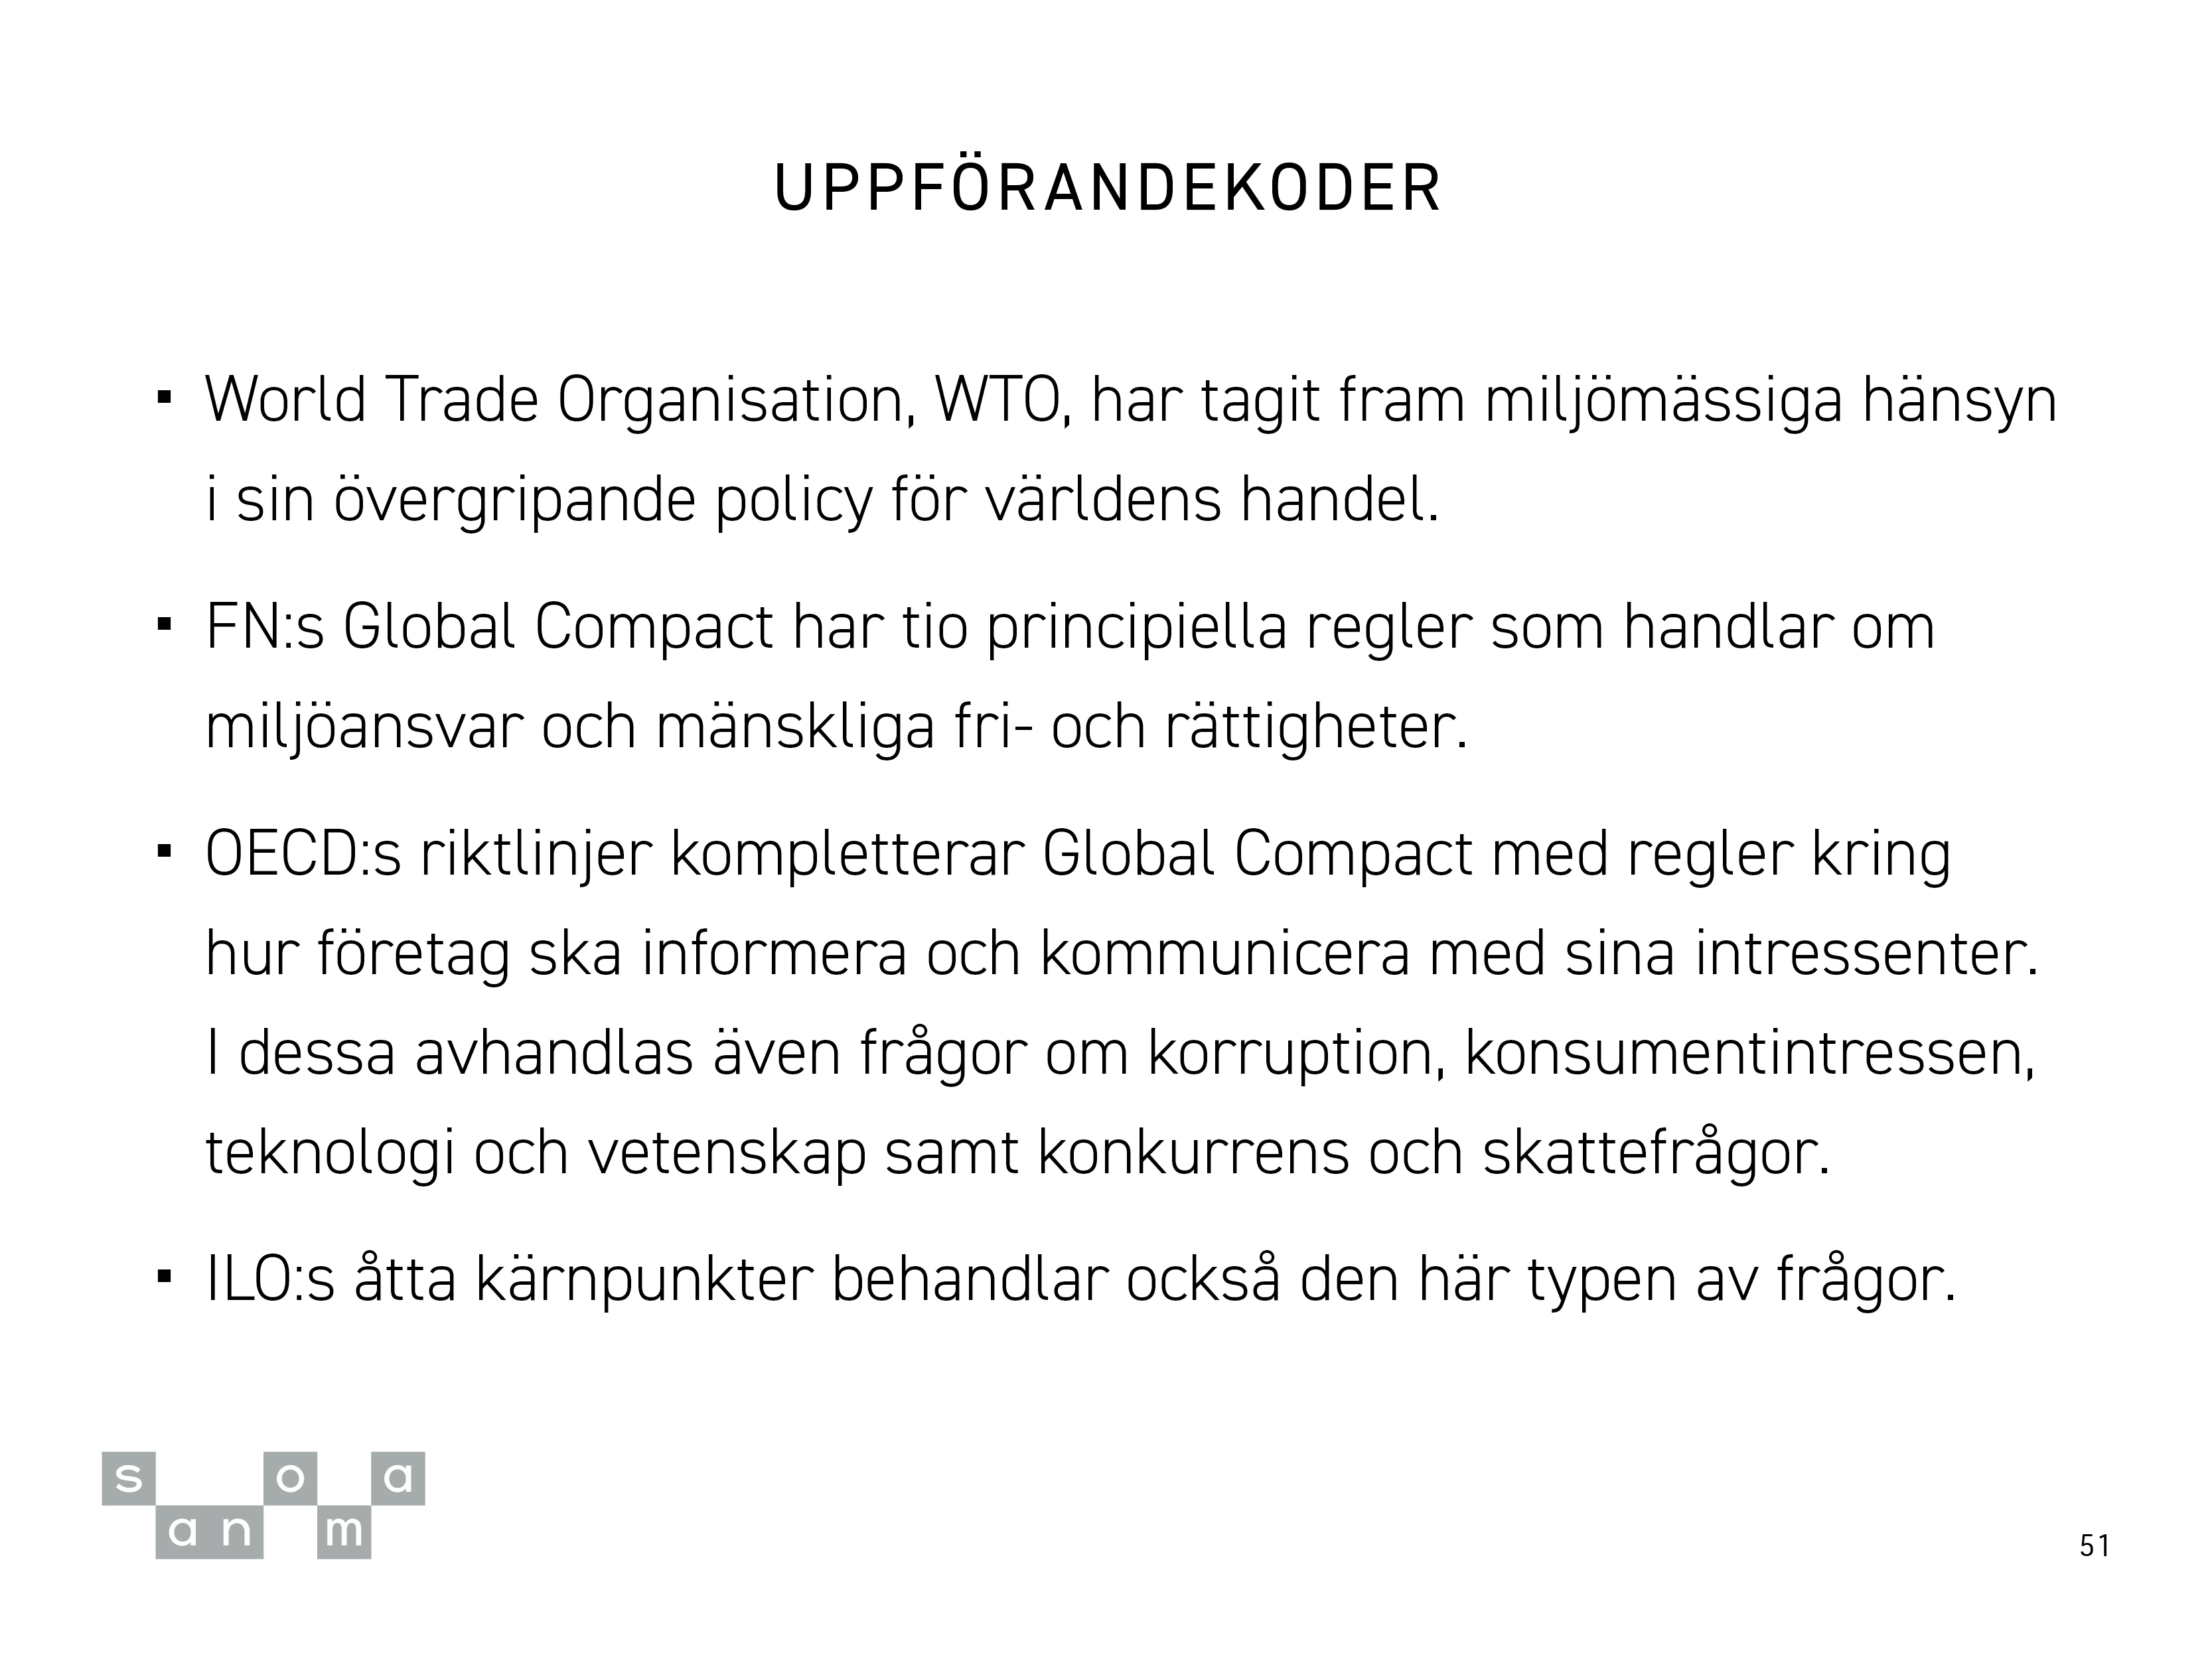 UPPFÖRANDEKODER
▪ World Trade Organisation, WTO, har tagit fram miljömässiga hänsyn
i sin övergripande policy för världens handel.
▪ FN:s Global Compact har tio principiella regler som handlar om
miljöansvar och mänskliga fri- och rättigheter.
▪ OECD:s riktlinjer kompletterar Global Compact med regler kring
hur företag ska informera och kommunicera med sina intressenter.
I dessa avhandlas även frågor om korruption, konsumentintressen,
teknologi och vetenskap samt konkurrens och skattefrågor.
▪ ILO:s åtta kärnpunkter behandlar också den här typen av frågor.
sanoma
51